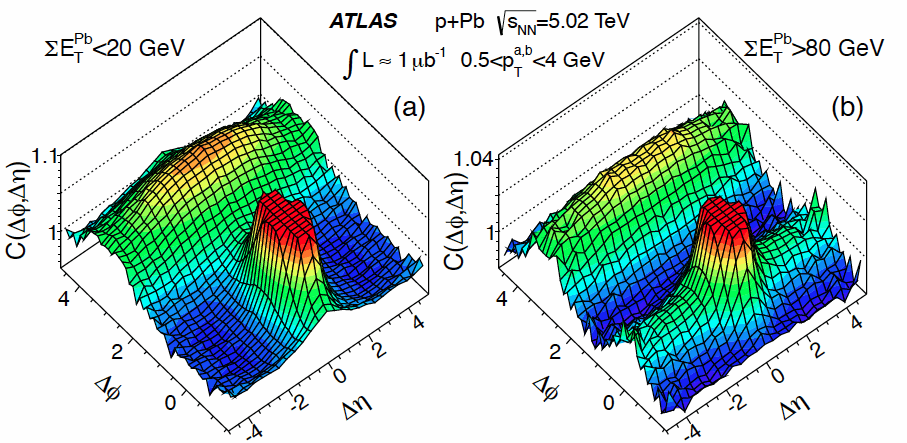 ATLAS p+Pb √sNN=5.02 TeV
ΣE_T^Pb<20 GeV
∫ L ≈ 1 μb⁻¹ 0.5<p_T^a,b<4 GeV
ΣE_T^Pb>80 GeV
(a)
(b)
C(Δϕ,Δη)
1.1
1
4
2
0
Δϕ
-4
-2
0
2
4
Δη
C(Δϕ,Δη)
1.04
1
4
2
0
Δϕ
-4
-2
0
2
4
Δη